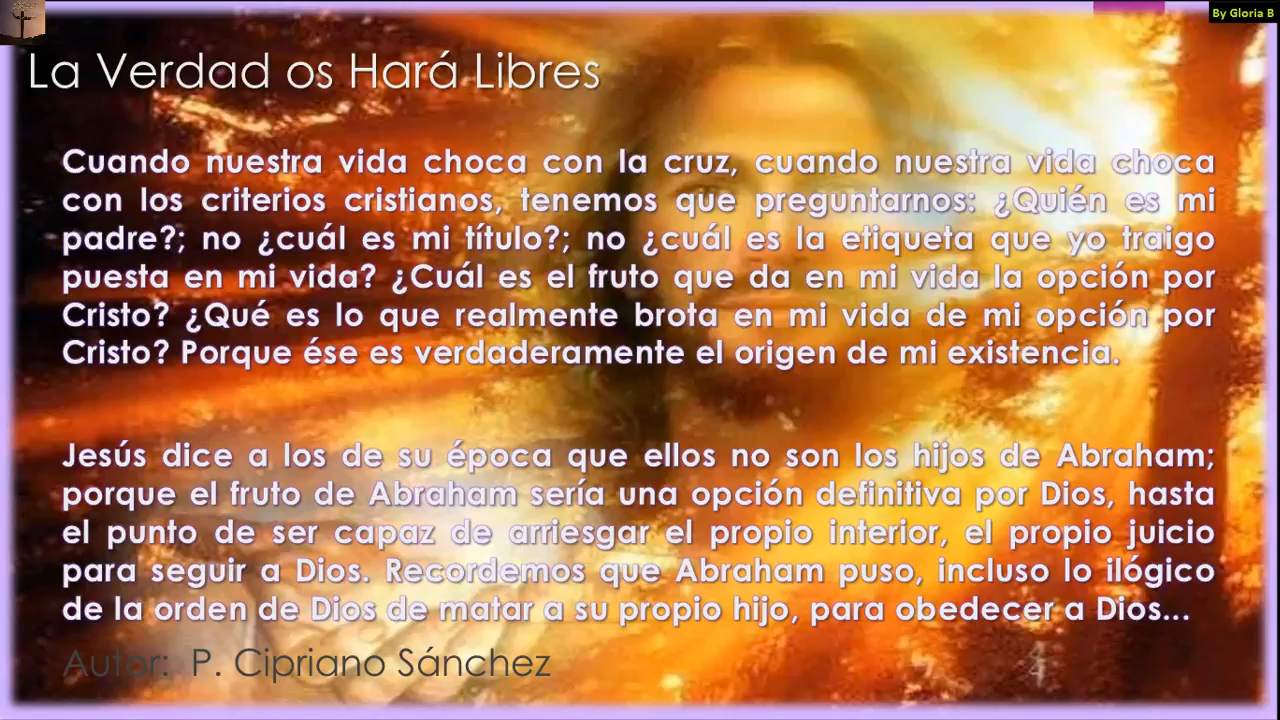 By Gloria B
La Verdad os Hará Libres
Cuando nuestra vida choca con la cruz, cuando nuestra vida choca
con los criterios cristianos, tenemos que preguntarnos: ¿Quién es mi
padre?; no ¿cuál es mi título?; no ¿cuál es la etiqueta que yo traigo
puesta en mi vida? ¿Cuál es el fruto que da en mi vida la opción por
Cristo? ¿Qué es lo que realmente brota en mi vida de mi opción por
Cristo? Porque ése es verdaderamente el origen de mi existencia.
Jesús dice a los de su época que ellos no son los hijos de Abraham;
porque el fruto de Abraham sería una opción definitiva por Dios, hasta
el punto de ser capaz de arriesgar el propio interior, el propio juicio
para seguir a Dios. Recordemos que Abraham puso, incluso lo ilógico
de la orden de Dios de matar a su propio hijo, para obedecer a Dios...
Autor: P. Cipriano Sánchez